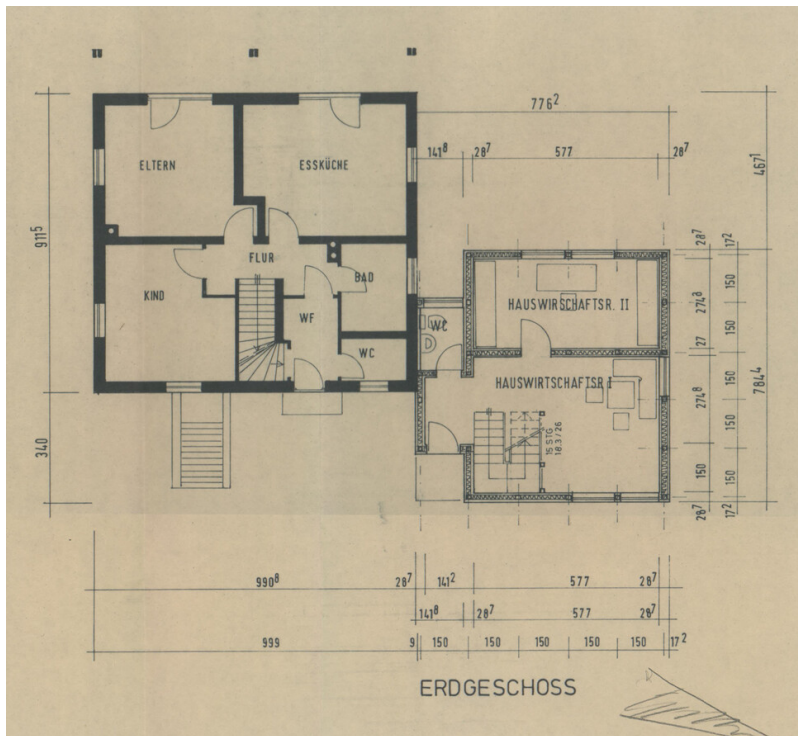 776²
141⁸ 28⁷ 577 28⁷
467¹
ELTERN
ESSKÜCHE
911⁵
28⁷
17²
FLUR
BAD
KIND
WF
WC
WC
HAUSWIRSCHAFTSR. II
274⁸
150
150
27
HAUSWIRTSCHAFTSR I
274⁸
150
150
784⁴
15 STG
18.3 / 26
340
150
150
28⁷
17²
990⁸ 28⁷ 141² 577 28⁷
141⁸ 28⁷ 577 28⁷
999 9 150 150 150 150 150 17²
ERDGESCHOSS